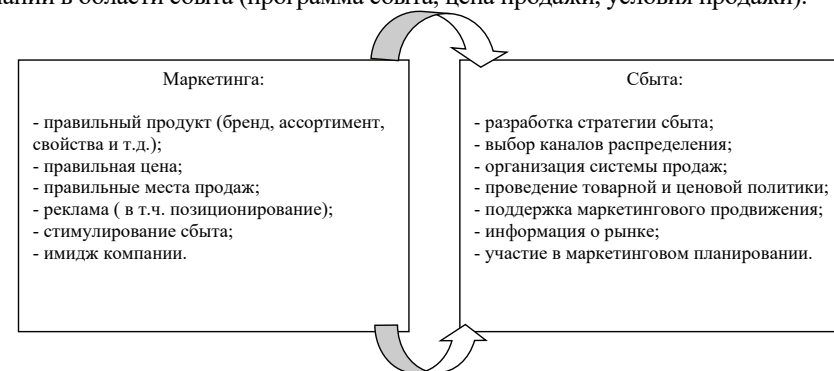 в области сбыта (программа сбыта, цена продажи, условия продажи).
Маркетинга:
- правильный продукт (бренд, ассортимент,
свойства и т.д.);
- правильная цена;
- правильные места продаж;
- реклама ( в т.ч. позиционирование);
- стимулирование сбыта;
- имидж компании.
Сбыта:
- разработка стратегии сбыта;
- выбор каналов распределения;
- организация системы продаж;
- проведение товарной и ценовой политики;
- поддержка маркетингового продвижения;
- информация о рынке;
- участие в маркетинговом планировании.